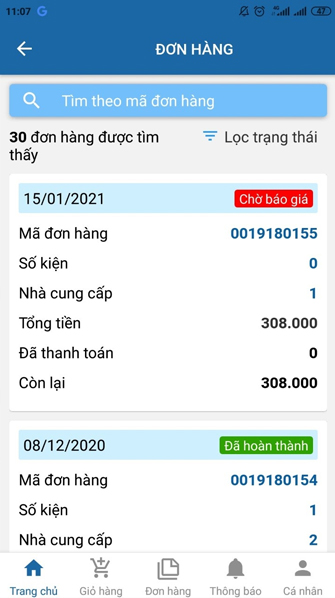 11:07 G 47
ĐƠN HÀNG
Tìm theo mã đơn hàng
30 đơn hàng được tìm thấy
Lọc trạng thái
15/01/2021 Chờ báo giá
Mã đơn hàng 0019180155
Số kiện 0
Nhà cung cấp 1
Tổng tiền 308.000
Đã thanh toán 0
Còn lại 308.000
08/12/2020 Đã hoàn thành
Mã đơn hàng 0019180154
Số kiện 1
Nhà cung cấp 2
Trang chủ Giỏ hàng Đơn hàng Thông báo Cá nhân